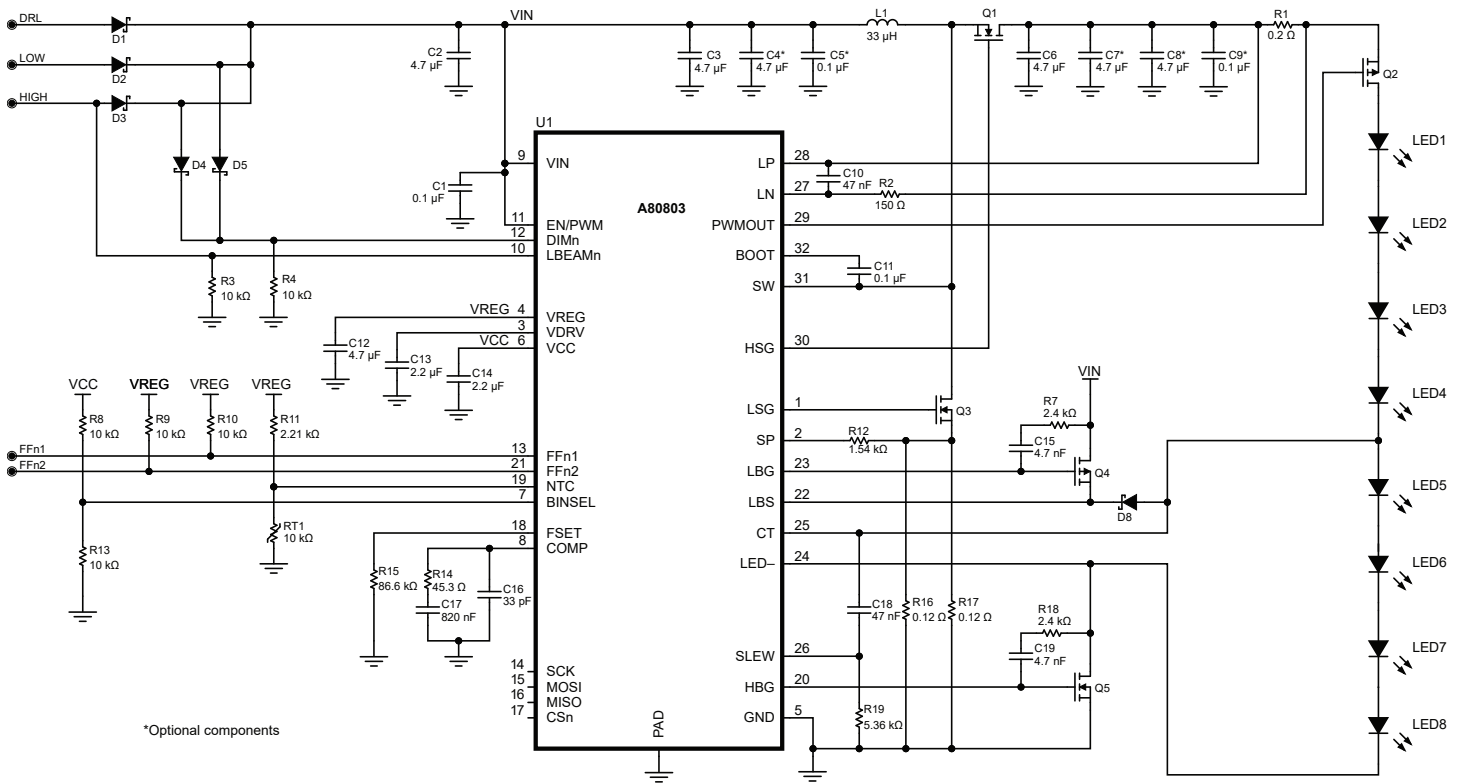 DRL
D1
LOW
D2
HIGH
D3
D4
D5
VIN
C2
4.7 µF
C3
4.7 µF
C4*
4.7 µF
C5*
0.1 µF
L1
33 µH
Q1
C6
4.7 µF
C7*
4.7 µF
C8*
4.7 µF
C9*
0.1 µF
R1
0.2 Ω
Q2
C1
0.1 µF
R3
10 kΩ
R4
10 kΩ
VREG
VCC
C12
4.7 µF
C13
2.2 µF
C14
2.2 µF
VCC
VREG
VREG
VREG
R8
10 kΩ
R9
10 kΩ
R10
10 kΩ
R11
2.21 kΩ
FFn1
FFn2
R13
10 kΩ
RT1
10 kΩ
R15
86.6 kΩ
R14
45.3 Ω
C17
820 nF
C16
33 pF
*Optional components
U1
A80803
9 VIN
11 EN/PWM
12 DIMn
10 LBEAMn
4 VREG
3 VDRV
6 VCC
13 FFn1
21 FFn2
19 NTC
7 BINSEL
18 FSET
8 COMP
14 SCK
15 MOSI
16 MISO
17 CSn
PAD
LP 28
LN 27
PWMOUT 29
BOOT 32
SW 31
HSG 30
LSG 1
SP 2
LBG 23
LBS 22
CT 25
LED– 24
SLEW 26
HBG 20
GND 5
C10
47 nF
R2
150 Ω
C11
0.1 µF
Q3
R12
1.54 kΩ
VIN
R7
2.4 kΩ
C15
4.7 nF
Q4
D8
C18
47 nF
R16
0.12 Ω
R17
0.12 Ω
R18
2.4 kΩ
C19
4.7 nF
Q5
R19
5.36 kΩ
LED1
LED2
LED3
LED4
LED5
LED6
LED7
LED8